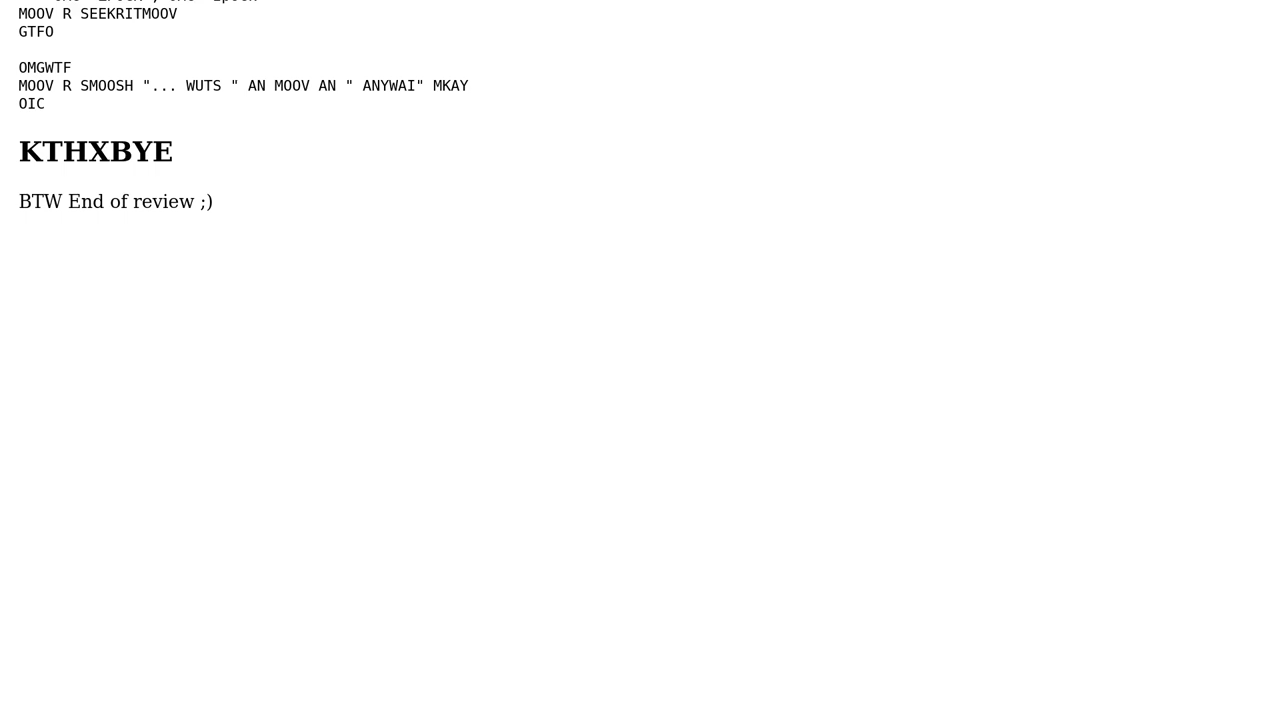 MOOV R SEEKRITMOOV
GTFO
OMGWTF
MOOV R SMOOSH "... WUTS " AN MOOV AN " ANYWAI" MKAY
OIC
KTHXBYE
BTW End of review ;)